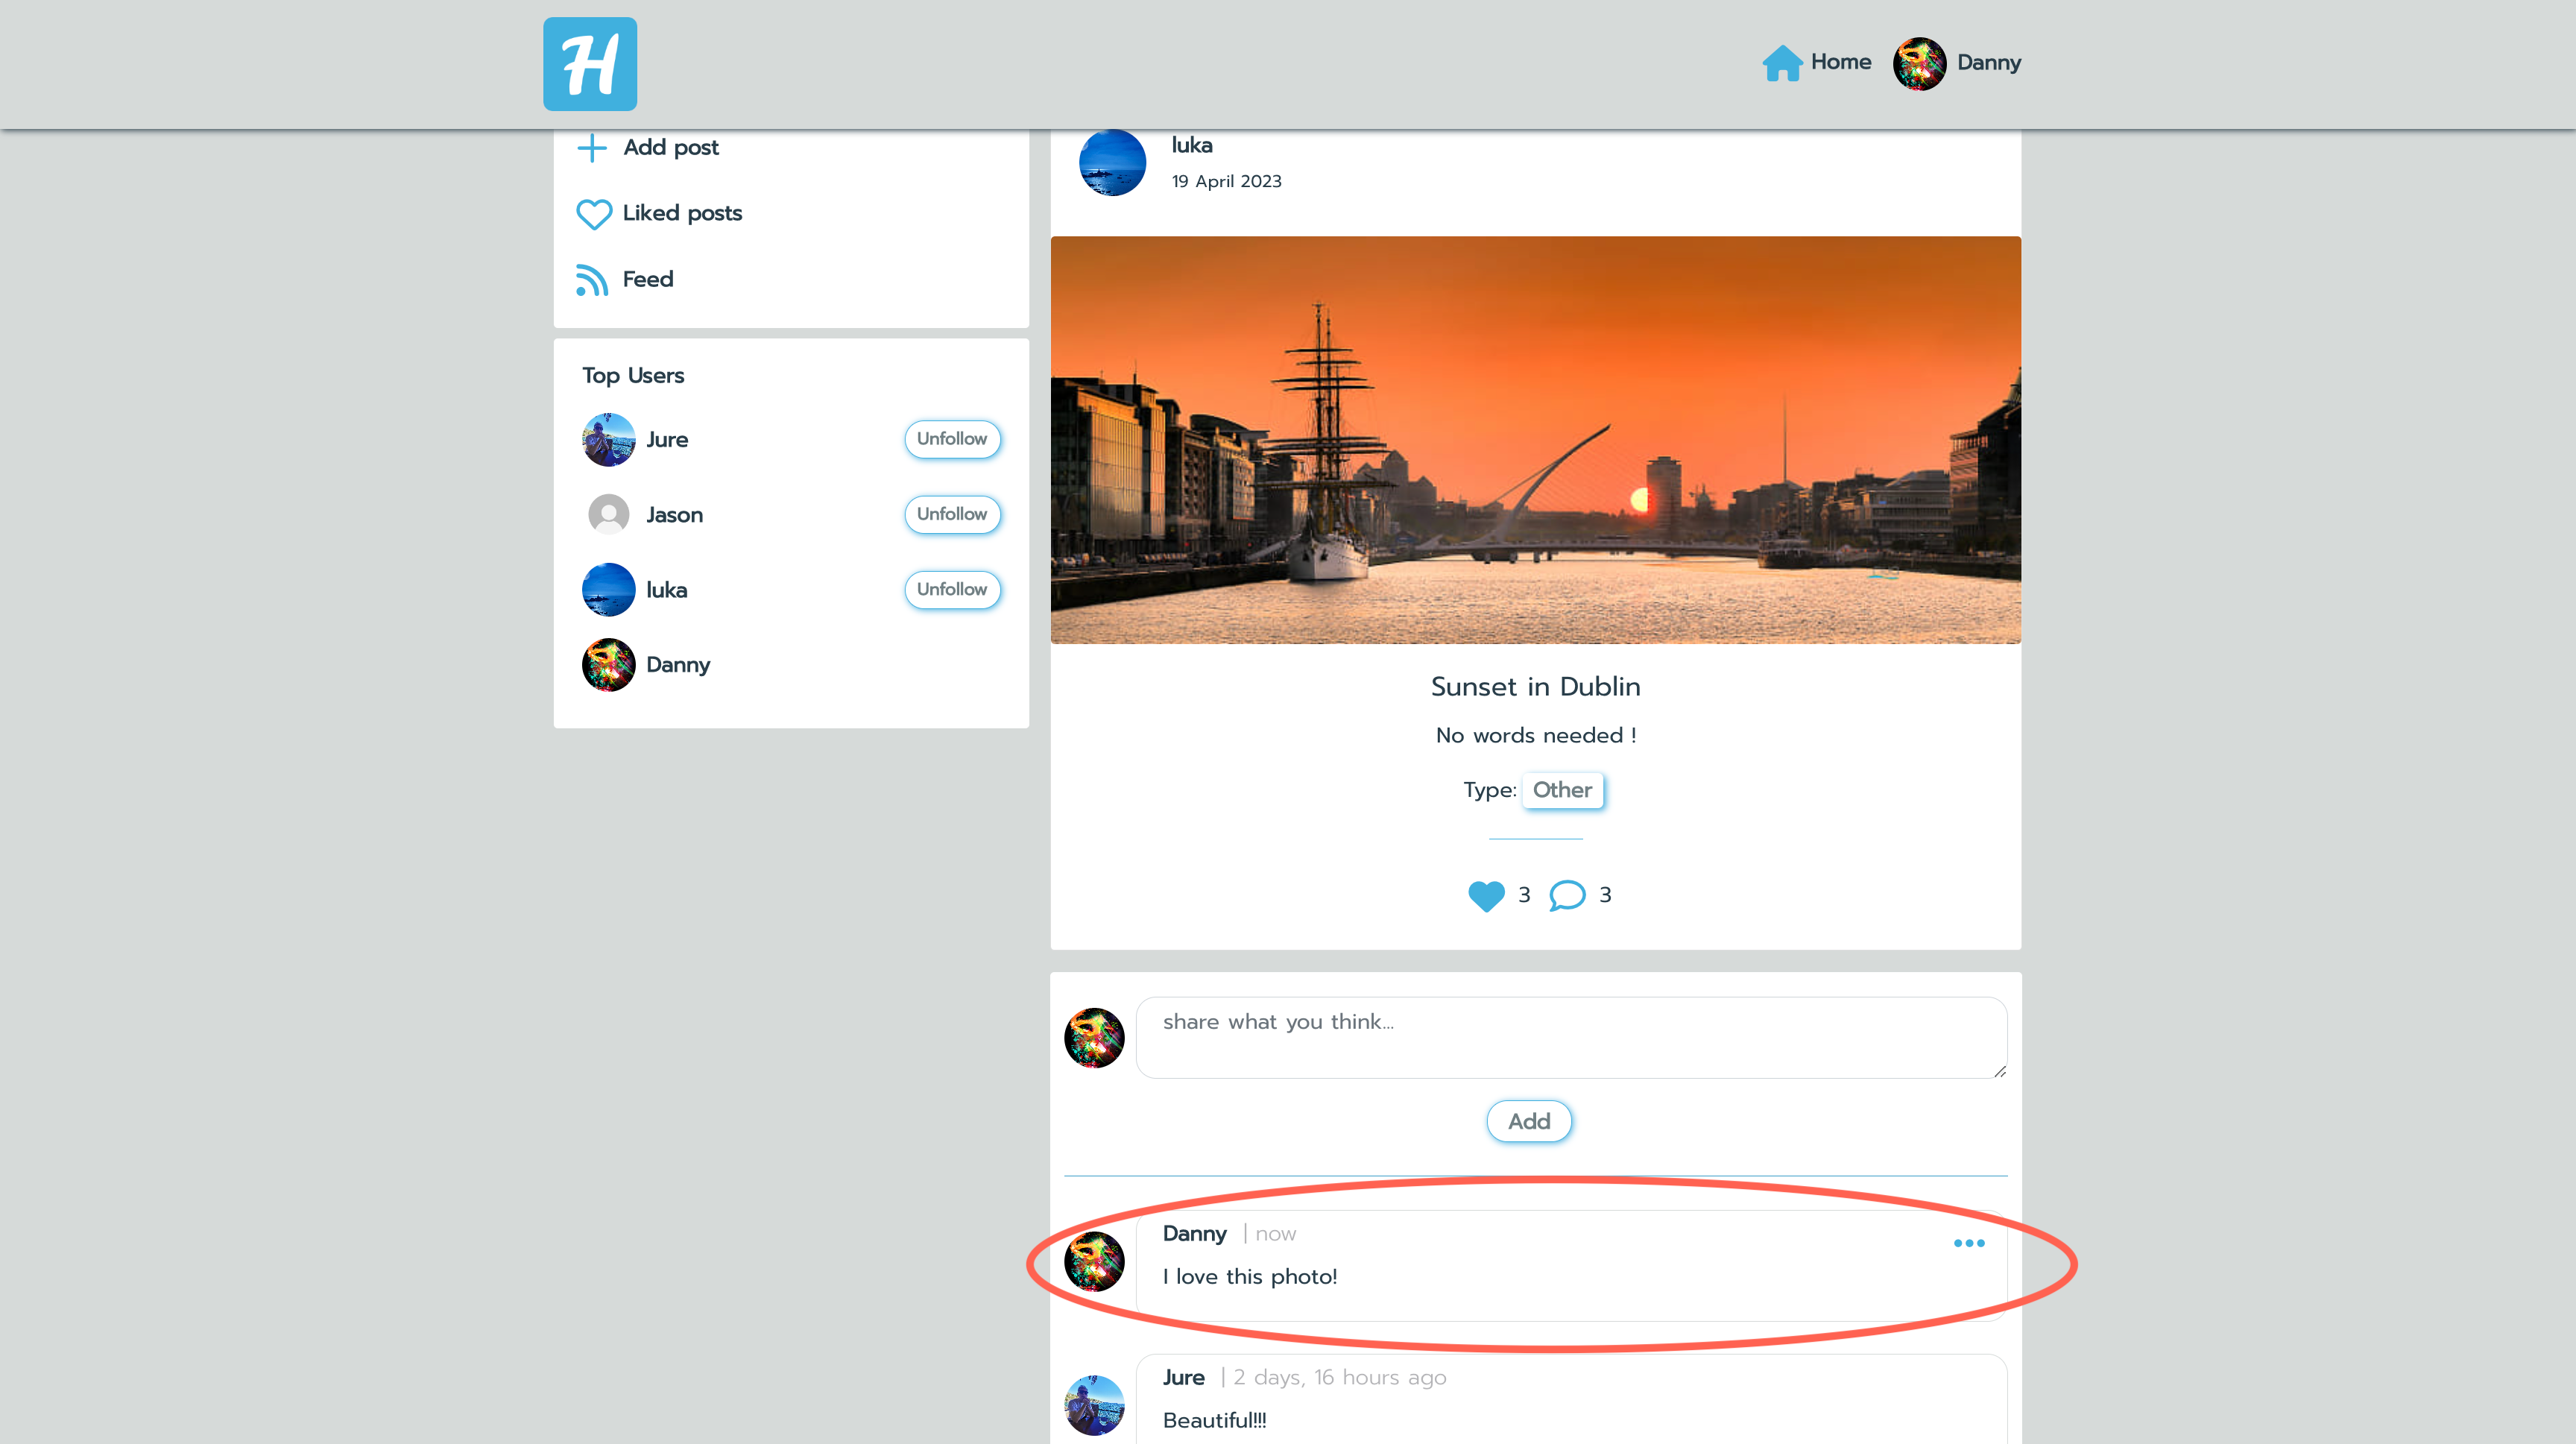 H
Home
Danny
Add post
Liked posts
Feed
Top Users
Jure
Unfollow
Jason
Unfollow
luka
Unfollow
Danny
luka
19 April 2023
Sunset in Dublin
No words needed !
Type: Other
3
3
share what you think...
Add
Danny | now
I love this photo!
Jure | 2 days, 16 hours ago
Beautiful!!!